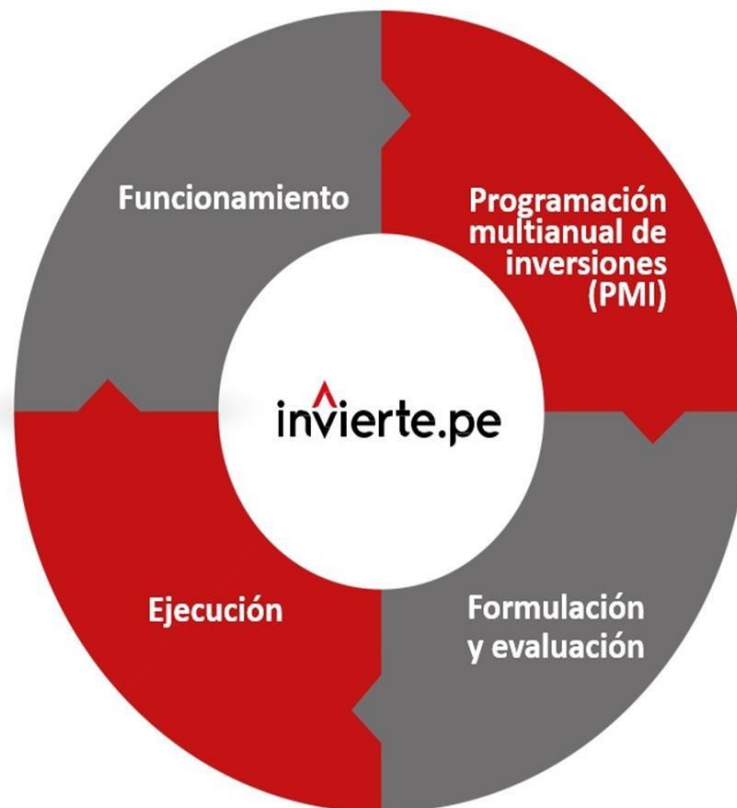 Funcionamiento
Programación
multianual de
inversiones
(PMI)
invierte.pe
Ejecución
Formulación
y evaluación